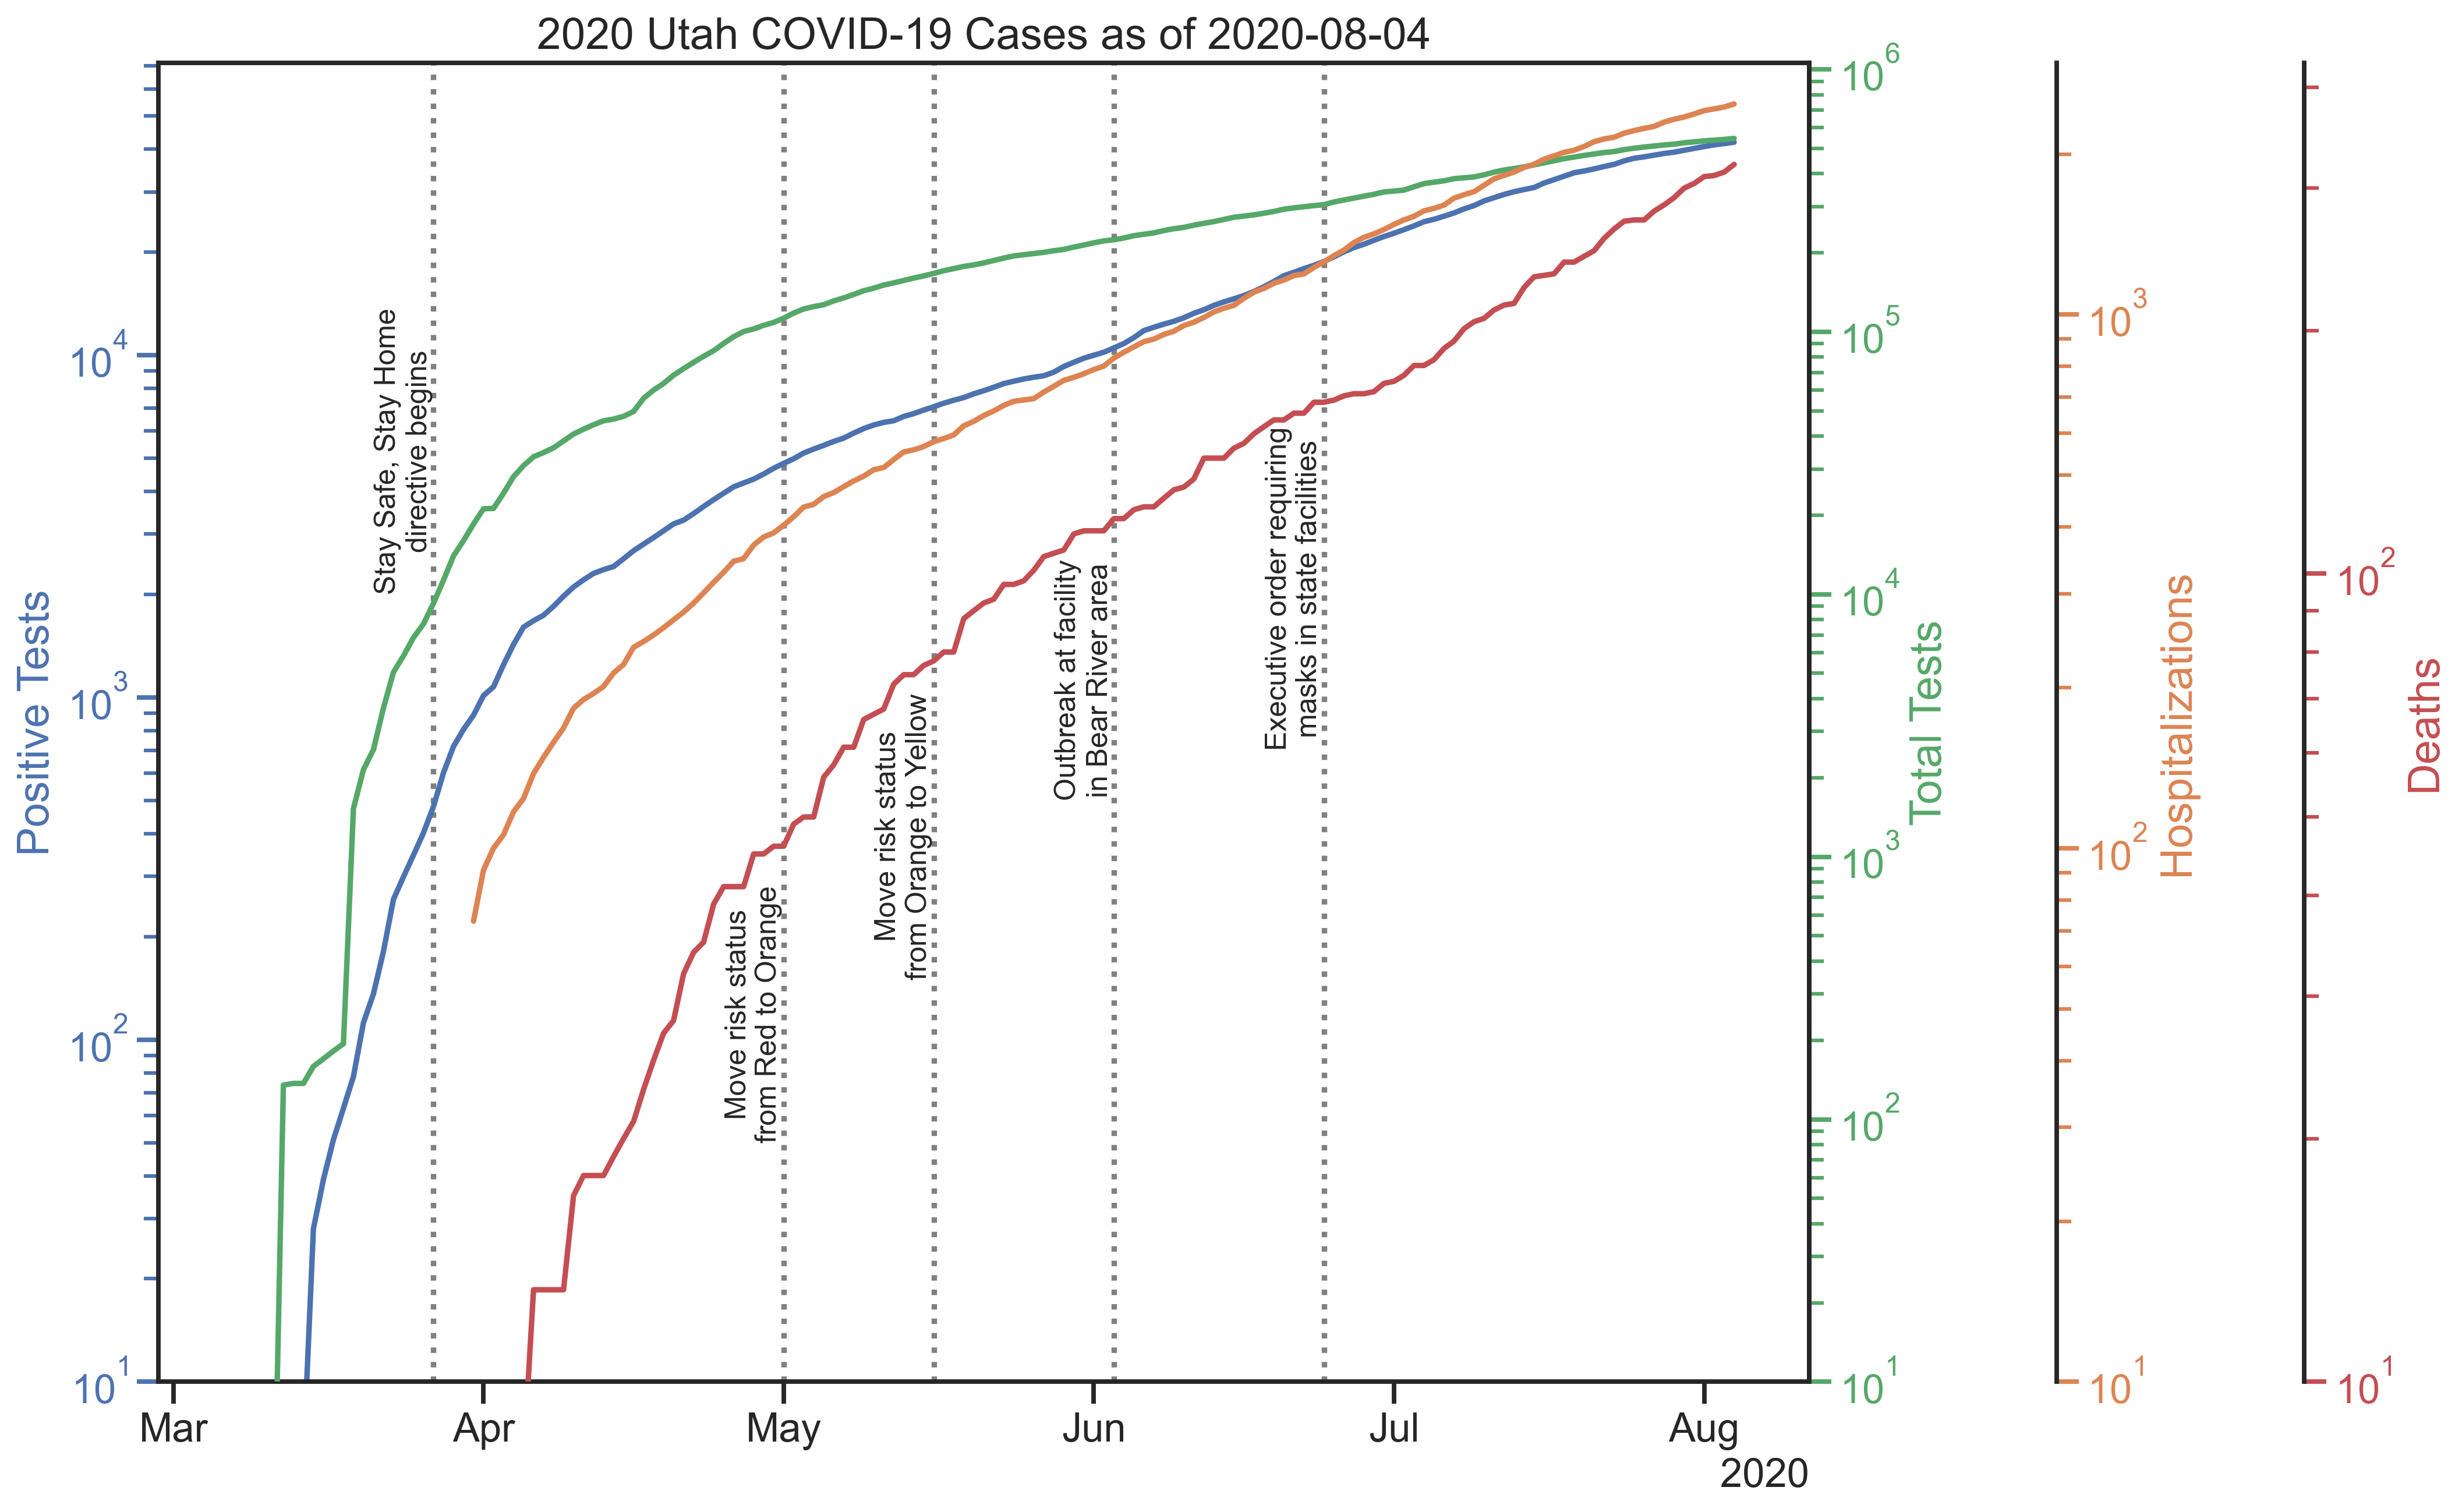 2020 Utah COVID-19 Cases as of 2020-08-04
Positive Tests
10^4
10^3
10^2
10^1
Stay Safe, Stay Home
directive begins
Move risk status
from Red to Orange
Move risk status
from Orange to Yellow
Outbreak at facility
in Bear River area
Executive order requiring
masks in state facilities
10^6
10^5
10^4
10^3
10^2
10^1
Total Tests
10^3
10^2
10^1
Hospitalizations
10^2
10^1
Deaths
Mar
Apr
May
Jun
Jul
Aug
2020